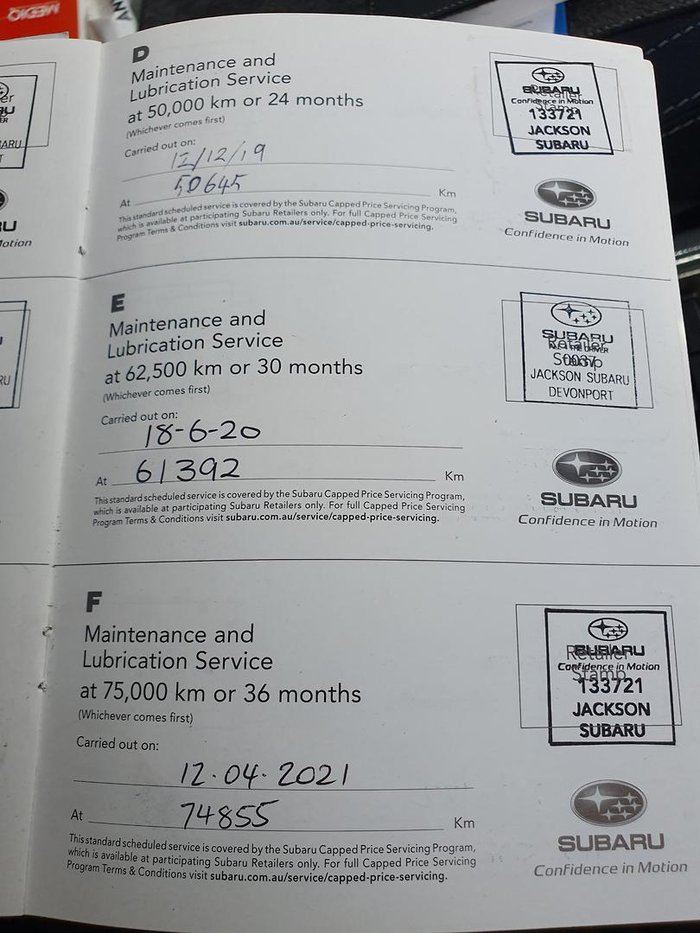 MEDIQ
D
Maintenance and
Lubrication Service
at 50,000 km or 24 months
(Whichever comes first)
Carried out on:
12/12/19
At 50645 Km
This standard scheduled service is covered by the Subaru Capped Price Servicing Program,
which is available at participating Subaru Retailers only. For full Capped Price Servicing
Program Terms & Conditions visit subaru.com.au/service/capped-price-servicing.
Retailer
Stamp
SUBARU
Confidence in Motion
133721
JACKSON
SUBARU
SUBARU
Confidence in Motion
E
Maintenance and
Lubrication Service
at 62,500 km or 30 months
(Whichever comes first)
Carried out on:
18-6-20
At 61392 Km
This standard scheduled service is covered by the Subaru Capped Price Servicing Program,
which is available at participating Subaru Retailers only. For full Capped Price Servicing
Program Terms & Conditions visit subaru.com.au/service/capped-price-servicing.
Retailer
Stamp
SUBARU
JACKSON SUBARU
DEVONPORT
SUBARU
Confidence in Motion
F
Maintenance and
Lubrication Service
at 75,000 km or 36 months
(Whichever comes first)
Carried out on:
12.04.2021
At 74855 Km
This standard scheduled service is covered by the Subaru Capped Price Servicing Program,
which is available at participating Subaru Retailers only. For full Capped Price Servicing
Program Terms & Conditions visit subaru.com.au/service/capped-price-servicing.
Retailer
Stamp
SUBARU
Confidence in Motion
133721
JACKSON
SUBARU
SUBARU
Confidence in Motion